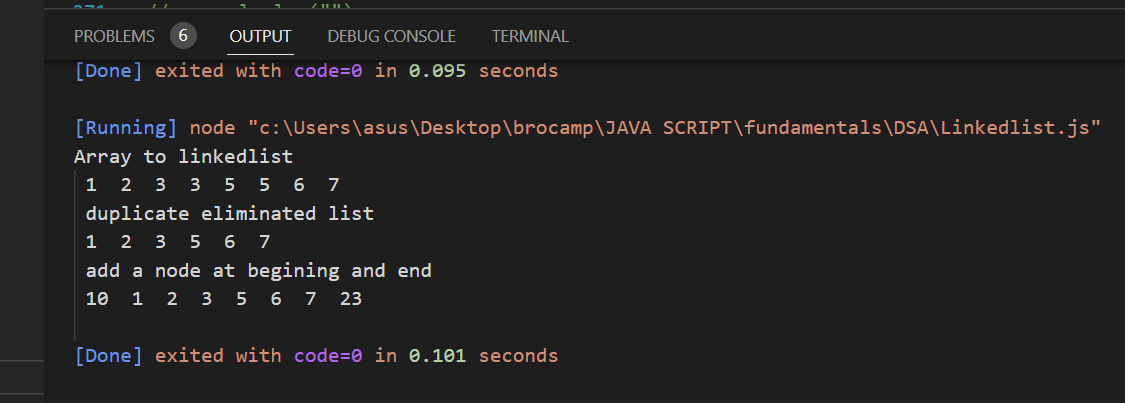 PROBLEMS 6 OUTPUT DEBUG CONSOLE TERMINAL
[Done] exited with code=0 in 0.095 seconds
[Running] node "c:\Users\asus\Desktop\brocamp\JAVA SCRIPT\fundamentals\DSA\Linkedlist.js"
Array to linkedlist
1 2 3 3 5 5 6 7
duplicate eliminated list
1 2 3 5 6 7
add a node at begining and end
10 1 2 3 5 6 7 23
[Done] exited with code=0 in 0.101 seconds